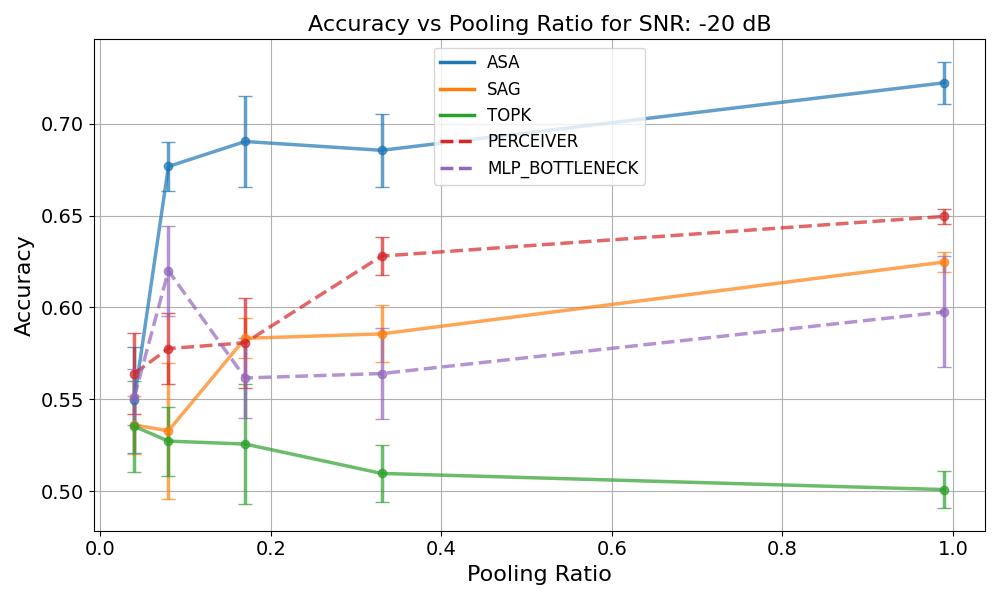 Accuracy vs Pooling Ratio for SNR: -20 dB
ASA
SAG
TOPK
PERCEIVER
MLP_BOTTLENECK
Accuracy
0.70
0.65
0.60
0.55
0.50
0.0 0.2 0.4 0.6 0.8 1.0
Pooling Ratio